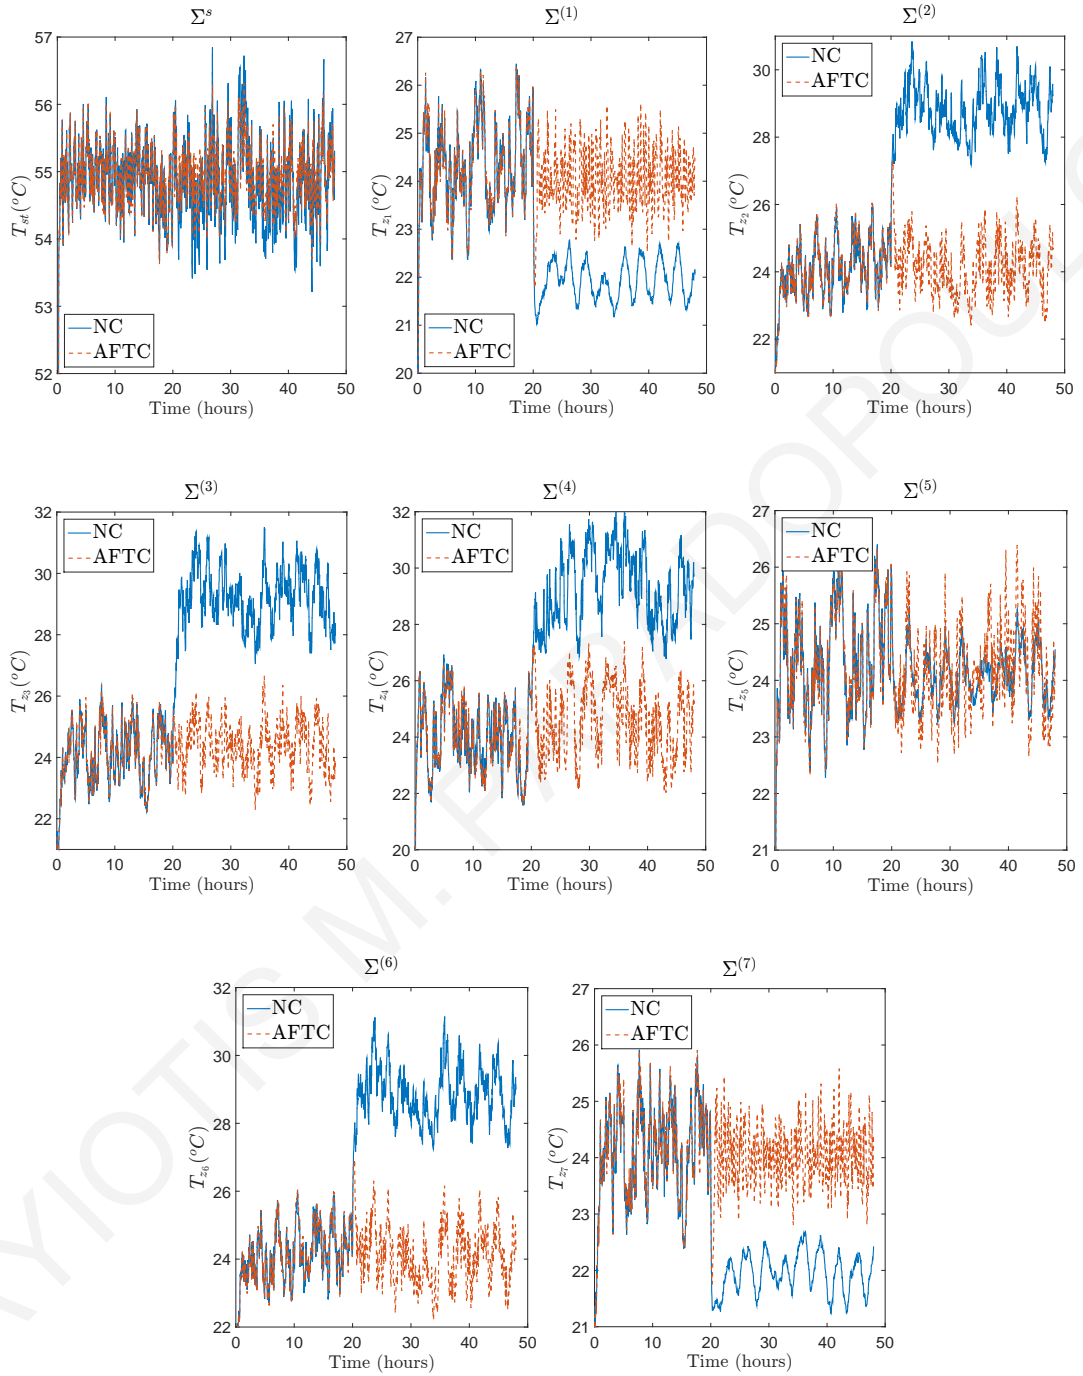 Σˢ
57
56
55
54
53
52
T_st(°C)
NC
AFTC
0 10 20 30 40 50
Time (hours)
Σ⁽¹⁾
27
26
25
24
23
22
21
20
T_z₁(°C)
NC
AFTC
0 10 20 30 40 50
Time (hours)
Σ⁽²⁾
30
28
26
24
22
T_z₂(°C)
NC
AFTC
0 10 20 30 40 50
Time (hours)
Σ⁽³⁾
32
30
28
26
24
22
T_z₃(°C)
NC
AFTC
0 10 20 30 40 50
Time (hours)
Σ⁽⁴⁾
32
30
28
26
24
22
20
T_z₄(°C)
NC
AFTC
0 10 20 30 40 50
Time (hours)
Σ⁽⁵⁾
27
26
25
24
23
22
21
T_z₅(°C)
NC
AFTC
0 10 20 30 40 50
Time (hours)
Σ⁽⁶⁾
32
30
28
26
24
22
T_z₆(°C)
NC
AFTC
0 10 20 30 40 50
Time (hours)
Σ⁽⁷⁾
27
26
25
24
23
22
21
T_z₇(°C)
NC
AFTC
0 10 20 30 40 50
Time (hours)
YIOTIS M. PAPADOPOUL